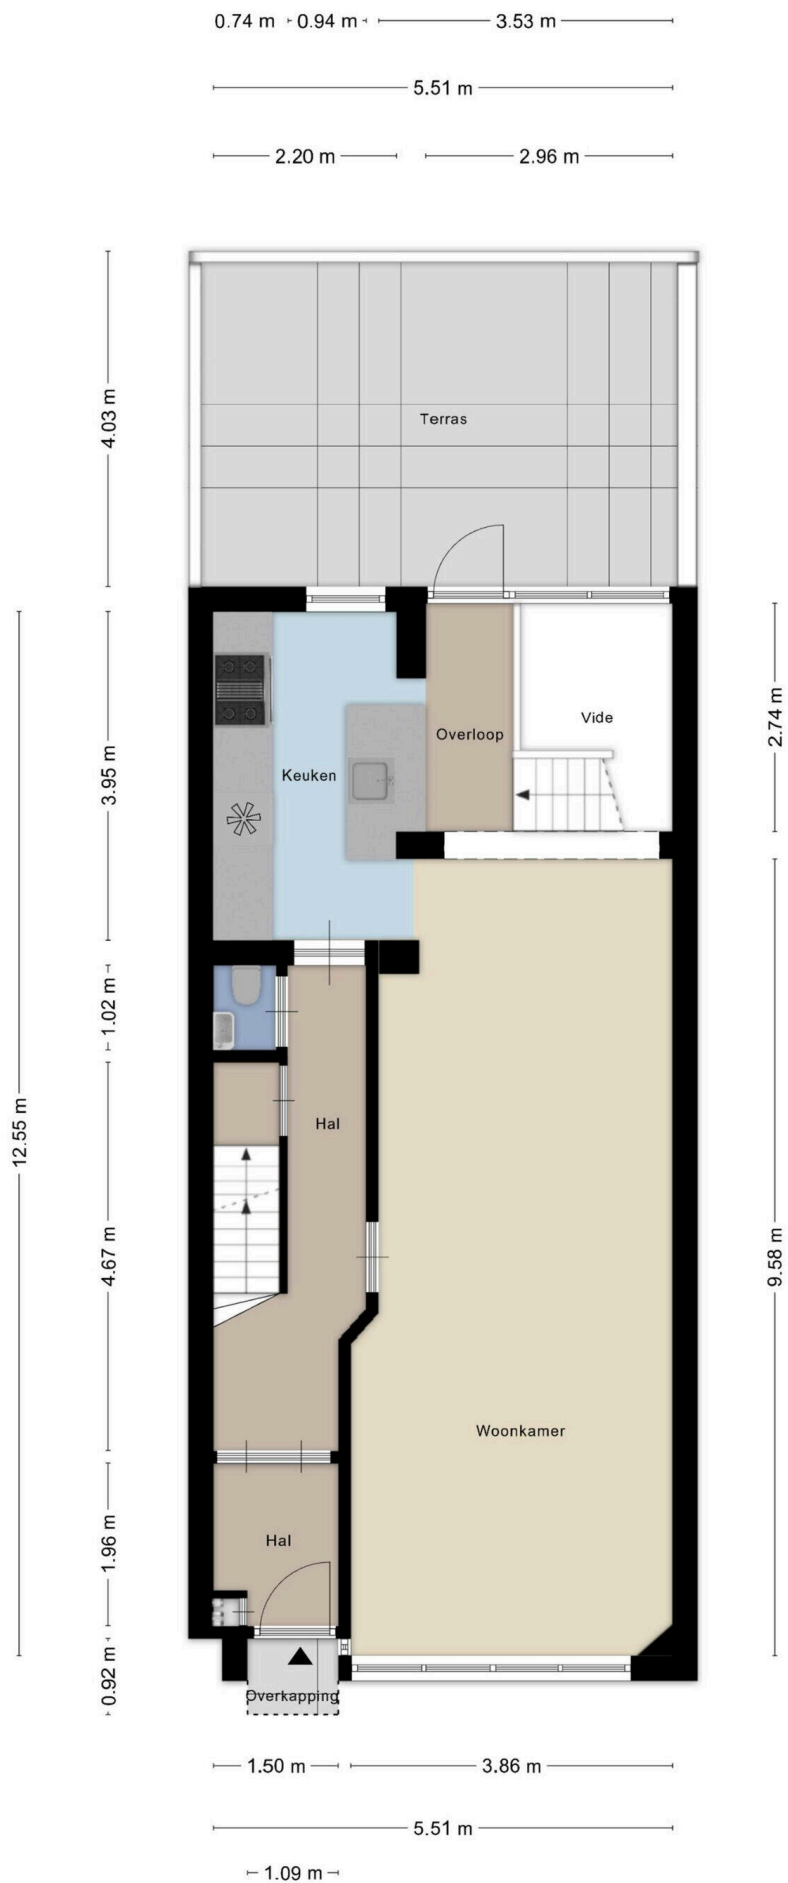 0.74 m 0.94 m 3.53 m
5.51 m
2.20 m 2.96 m
4.03 m
Terras
2.74 m
Vide
Overloop
3.95 m
Keuken
1.02 m
Hal
12.55 m
4.67 m
9.58 m
Woonkamer
Hal
1.96 m
0.92 m
Overkapping
1.50 m 3.86 m
5.51 m
1.09 m